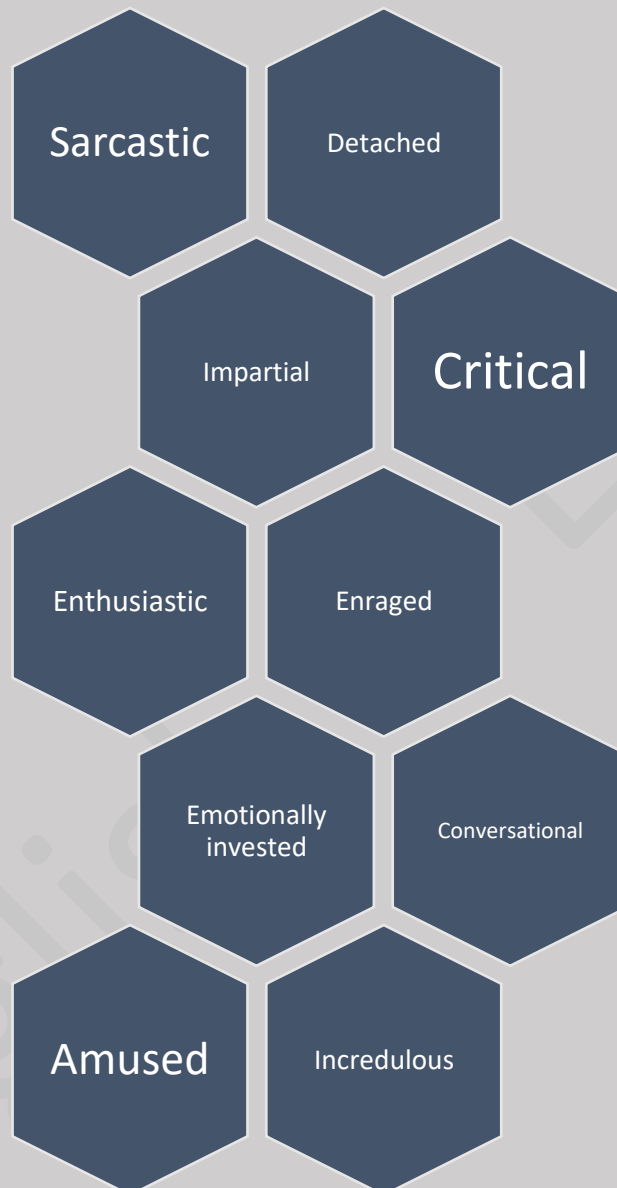 Sarcastic
Detached
Impartial
Critical
Enthusiastic
Enraged
Emotionally
invested
Conversational
Amused
Incredulous